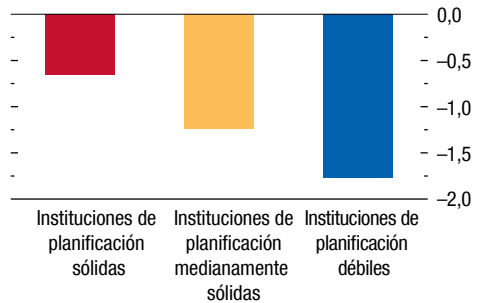 0,0
–0,5
–1,0
–1,5
–2,0
Instituciones de
planificación
sólidas
Instituciones de
planificación
medianamente
sólidas
Instituciones de
planificación
débiles